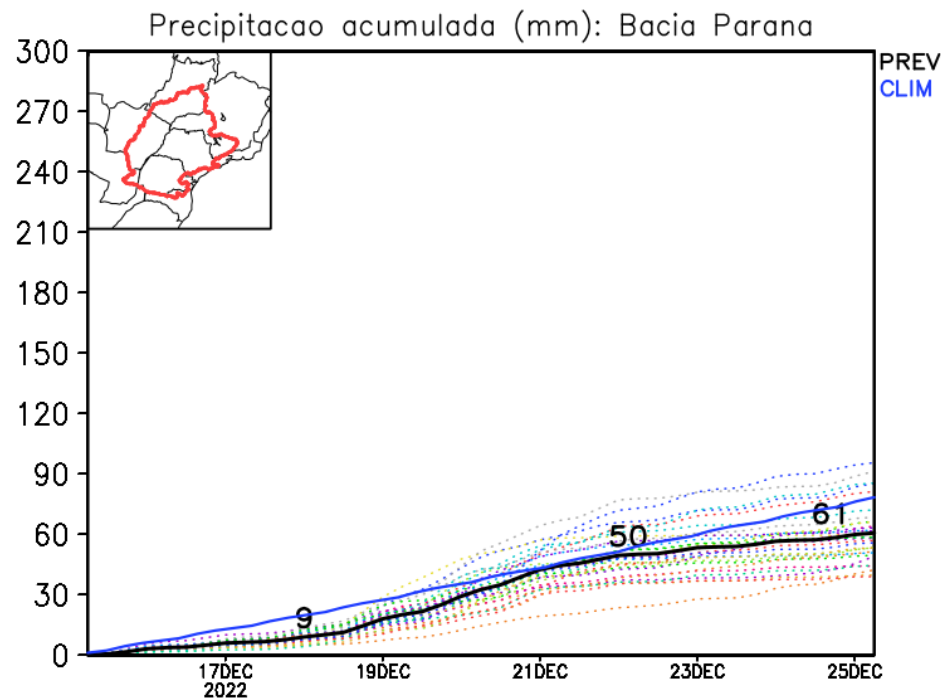 Precipitacao acumulada (mm): Bacia Parana
300
270
240
210
180
150
120
90
60
30
0
PREV
CLIM
9
50
61
17DEC
2022
19DEC
21DEC
23DEC
25DEC